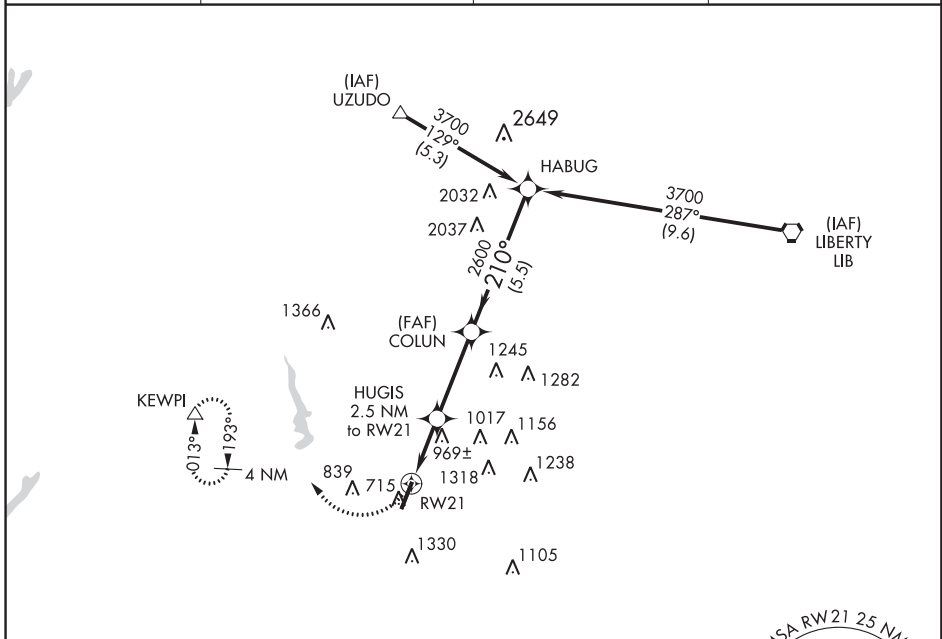 (IAF)
UZUDO
3700
129°
(5.3)
2649
HABUG
2032
3700
287°
(9.6)
(IAF)
LIBERTY
LIB
2037
2600
210°
(5.5)
1366
(FAF)
COLUN
1245
1282
KEWPI
HUGIS
2.5 NM
to RW21
1017
1156
013°
193°
4 NM
969±
839
715
1318
1238
RW21
1330
1105
MSA RW21 25 NM